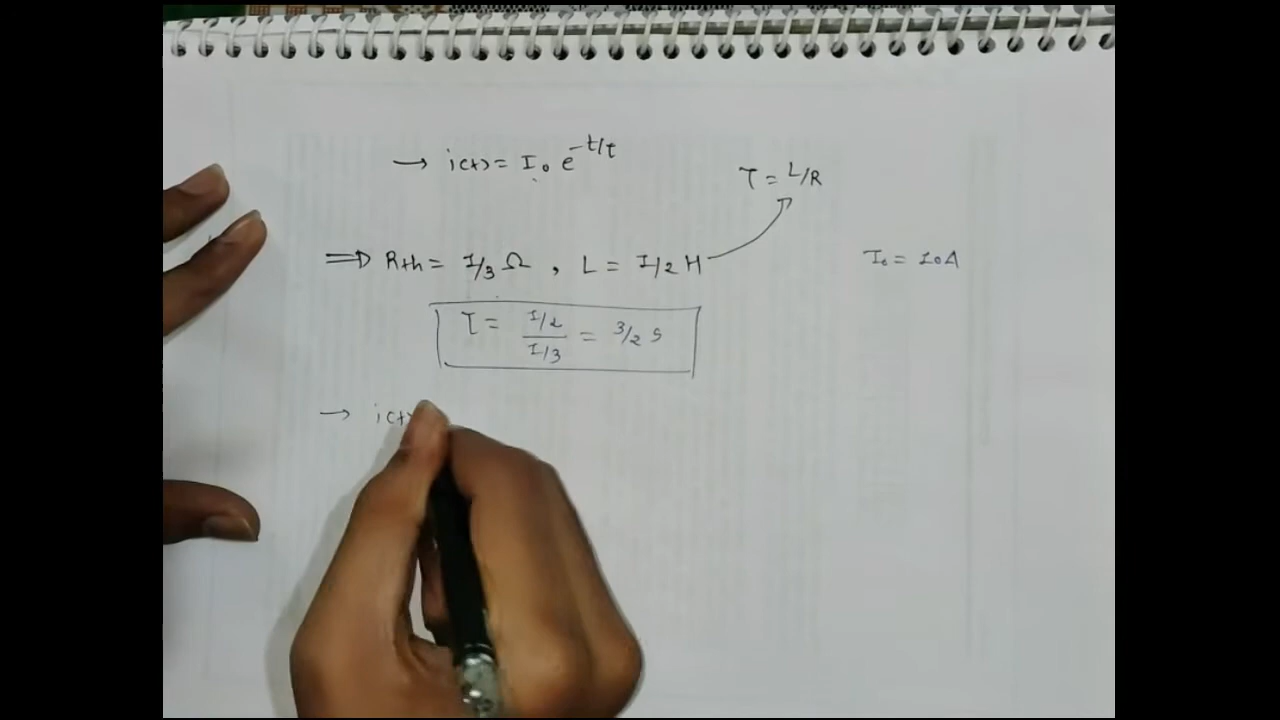 → i(t) = I₀ e^-t/τ
τ = L/R
⇒ Rth = 1/3 Ω , L = 1/2 H
I₀ = 10A
τ = (1/2)/(1/3) = 3/2 s
→ i(t)